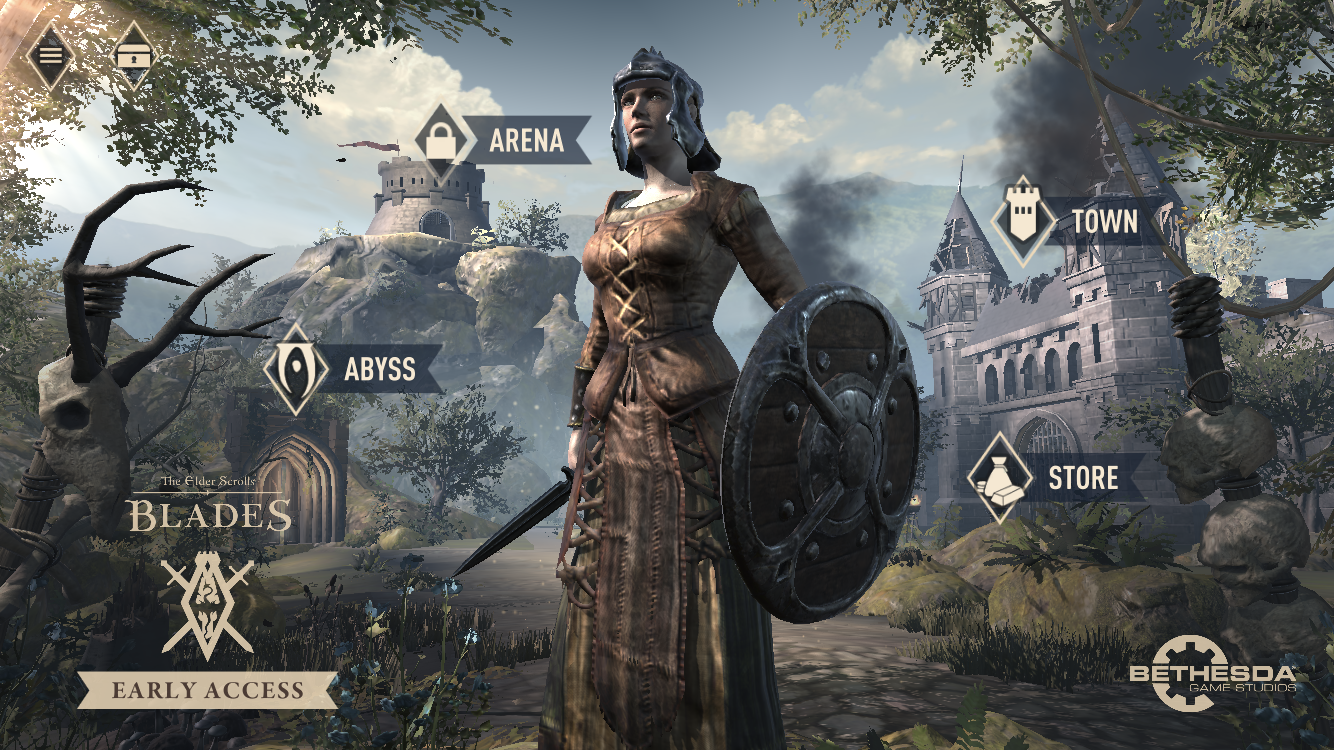 ARENA
TOWN
ABYSS
STORE
The Elder Scrolls
BLADES
EARLY ACCESS
BETHESDA
GAME STUDIOS